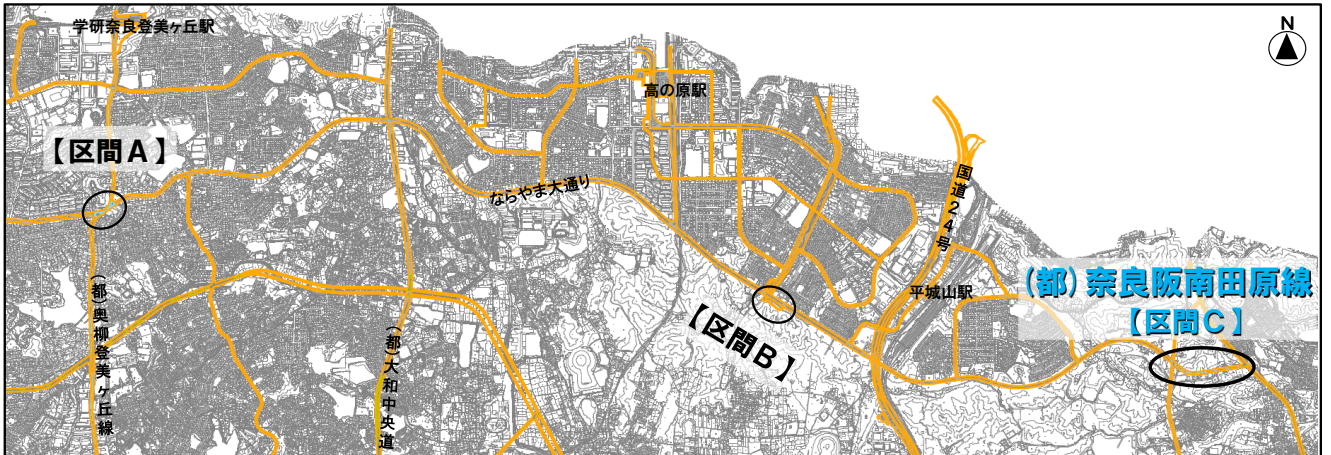 学研奈良登美ヶ丘駅
N
高の原駅
【区間A】
国道24号
ならやま大通り
(都)奥柳登美ヶ丘線
(都)大和中央道
平城山駅
【区間B】
(都)奈良阪南田原線
【区間C】